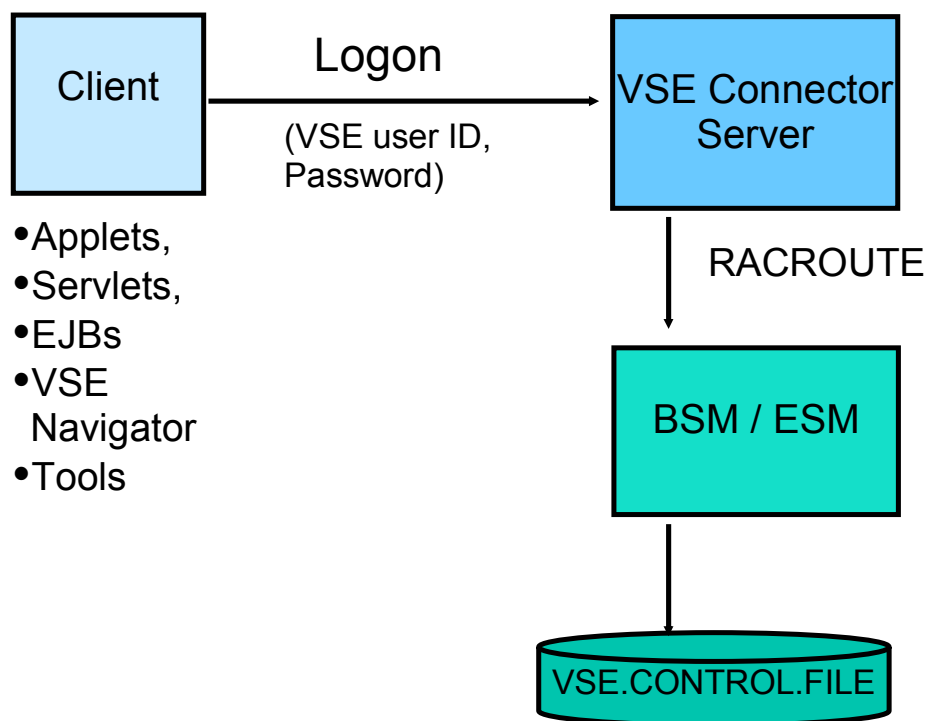 Client
Logon
(VSE user ID,
Password)
VSE Connector
Server
•Applets,
•Servlets,
•EJBs
•VSE
Navigator
•Tools
RACROUTE
BSM / ESM
VSE.CONTROL.FILE